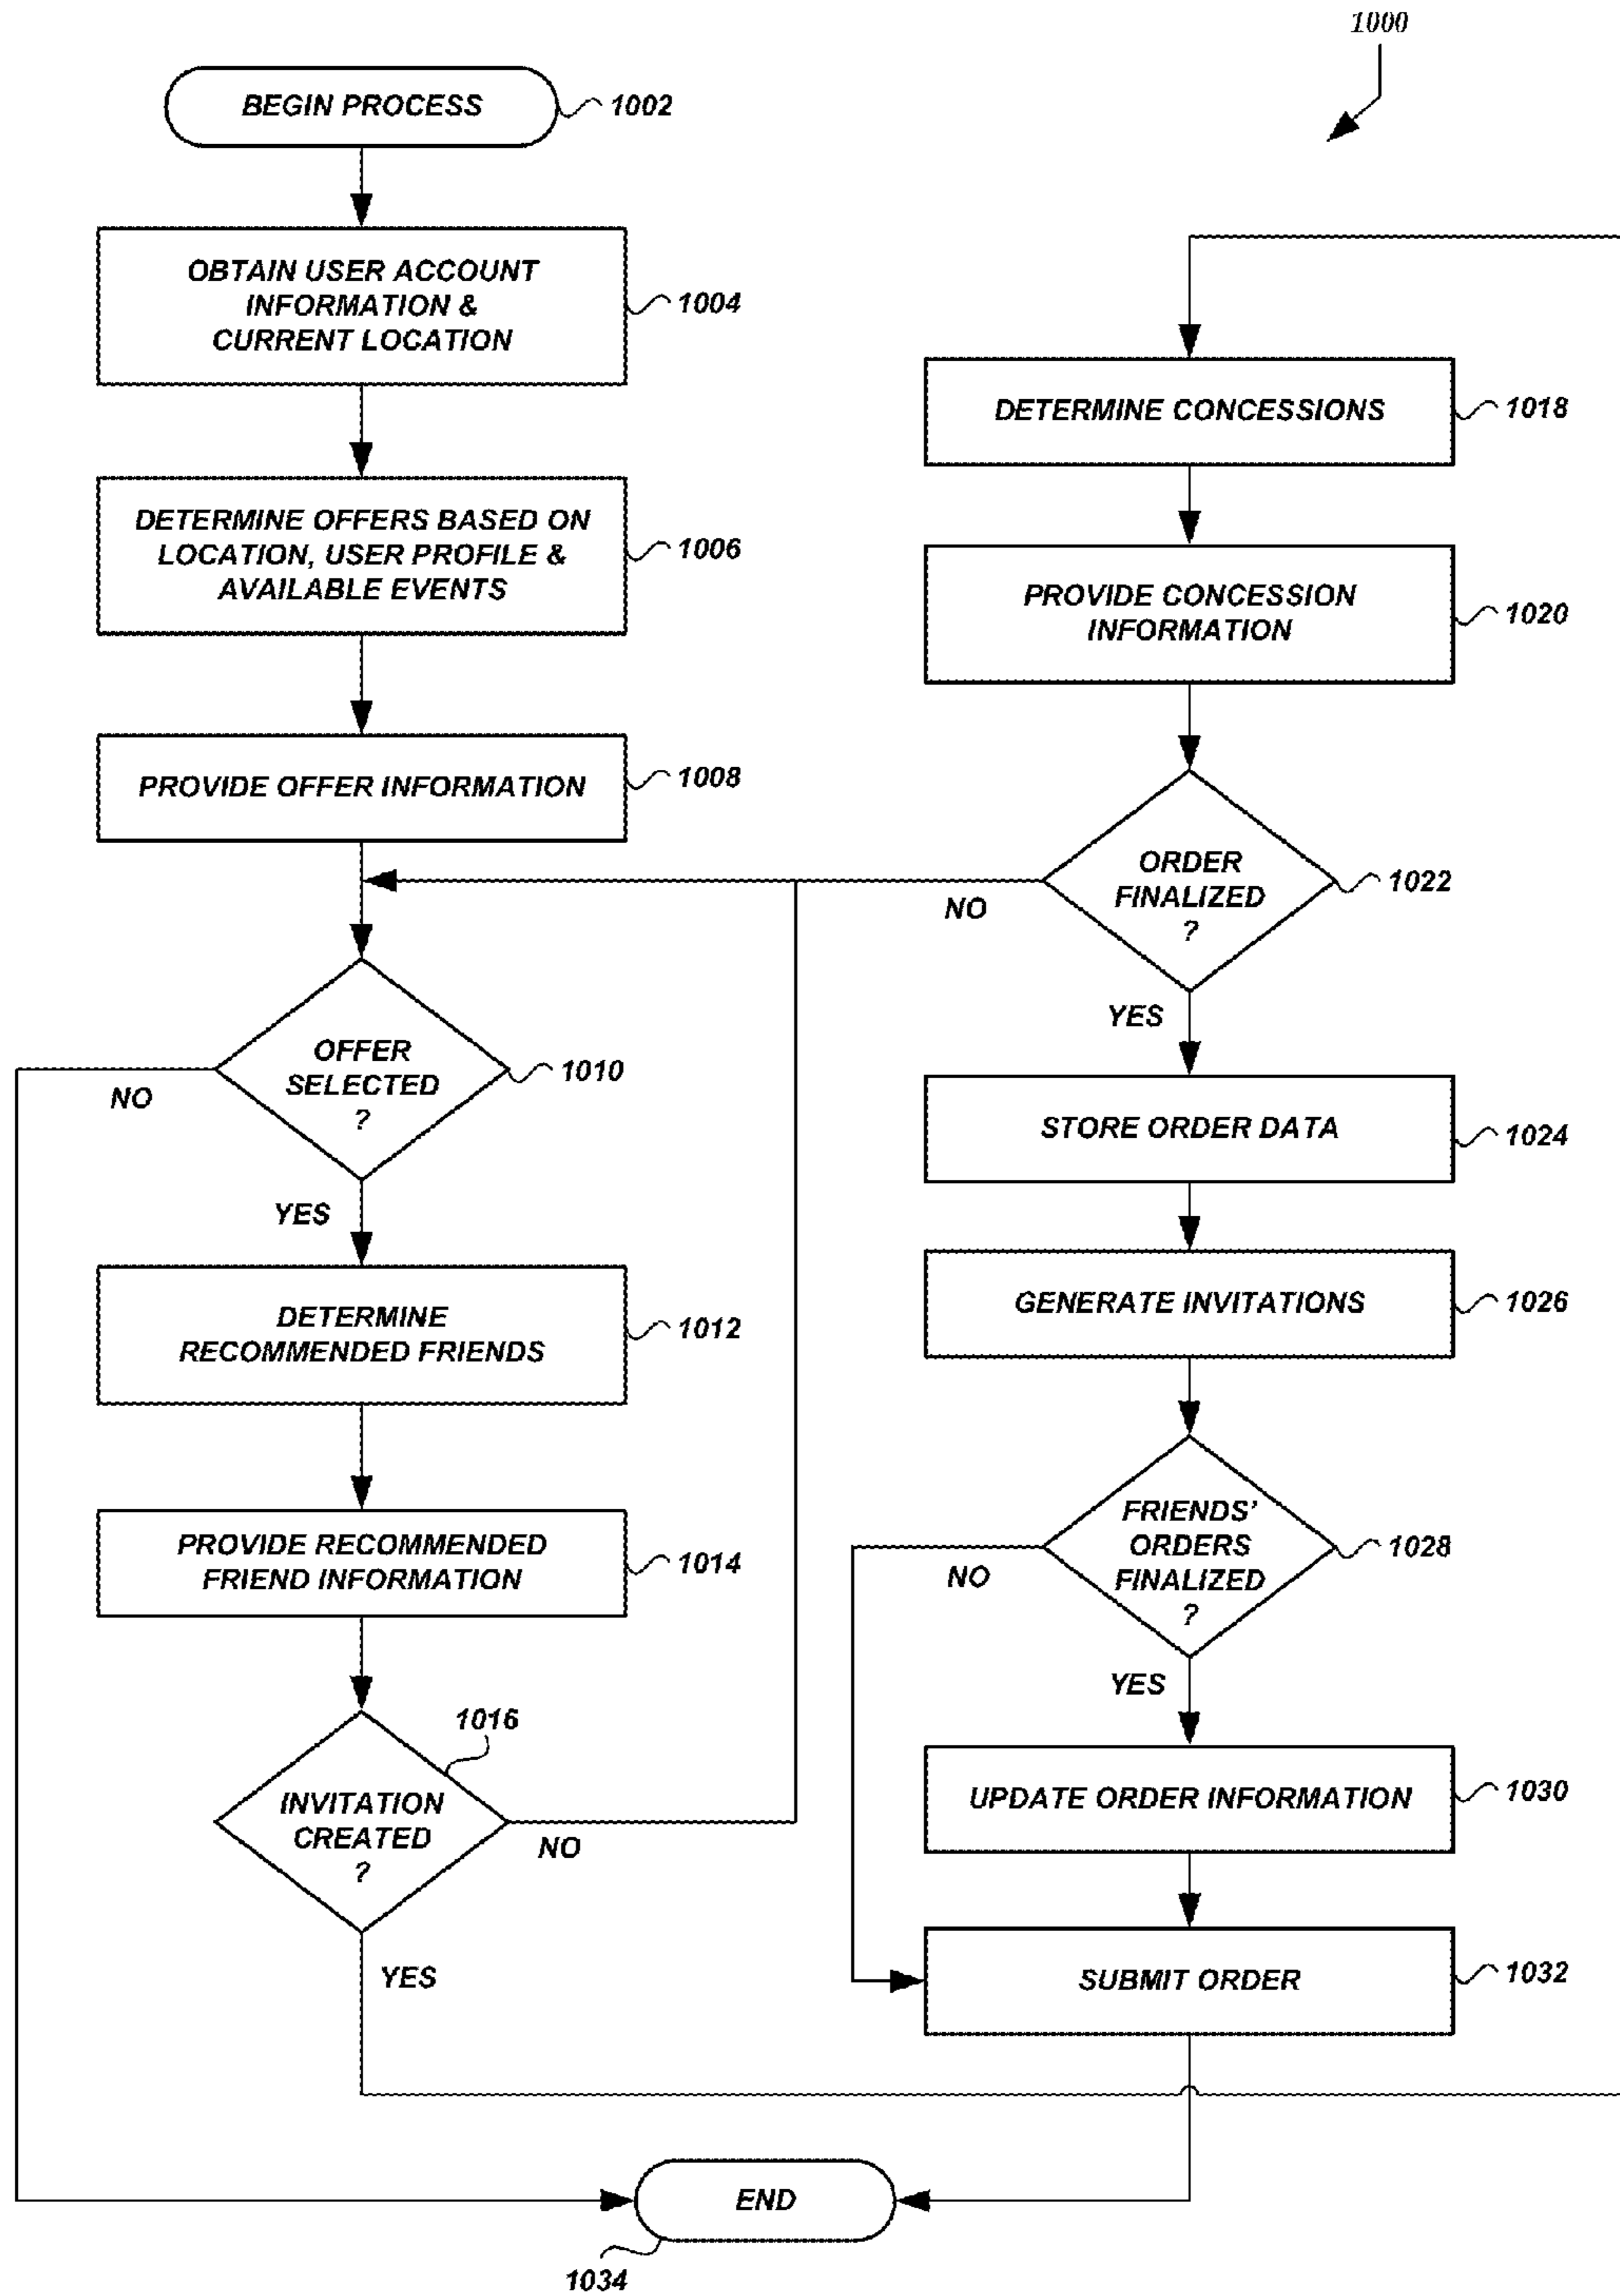 1000
BEGIN PROCESS
1002
OBTAIN USER ACCOUNT
INFORMATION &
CURRENT LOCATION
1004
DETERMINE OFFERS BASED ON
LOCATION, USER PROFILE &
AVAILABLE EVENTS
1006
PROVIDE OFFER INFORMATION
1008
OFFER
SELECTED
?
1010
NO
YES
DETERMINE
RECOMMENDED FRIENDS
1012
PROVIDE RECOMMENDED
FRIEND INFORMATION
1014
1016
INVITATION
CREATED
?
NO
YES
DETERMINE CONCESSIONS
1018
PROVIDE CONCESSION
INFORMATION
1020
ORDER
FINALIZED
?
1022
NO
YES
STORE ORDER DATA
1024
GENERATE INVITATIONS
1026
FRIENDS'
ORDERS
FINALIZED
?
1028
NO
YES
UPDATE ORDER INFORMATION
1030
SUBMIT ORDER
1032
END
1034